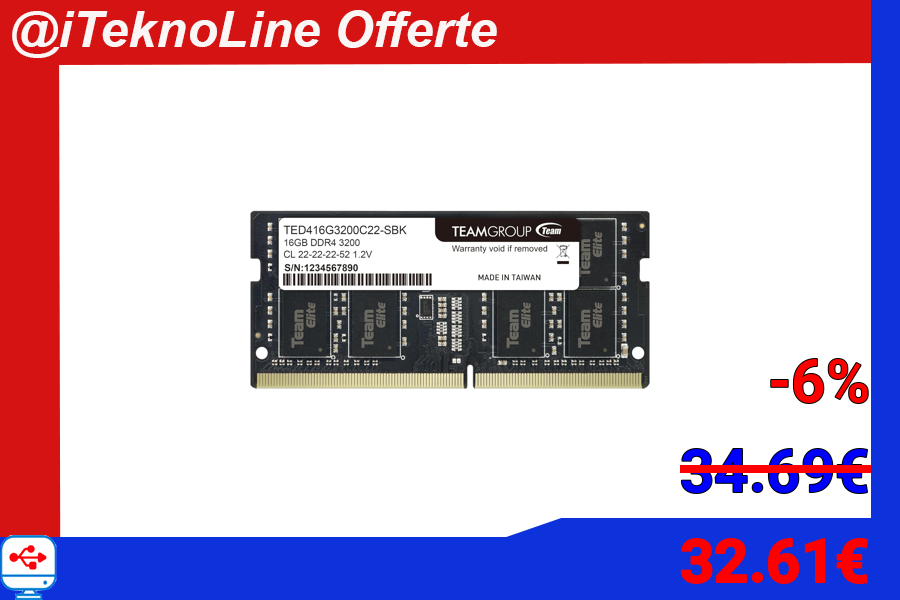 @iTeknoLine Offerte
TED416G3200C22-SBK
16GB DDR4 3200
CL 22-22-22-52 1.2V
S/N:1234567890
TEAMGROUP Team
Warranty void if removed
MADE IN TAIWAN
Team Elite
Team Elite
Team Elite
Team Elite
Elite
-6%
34.69€
32.61€